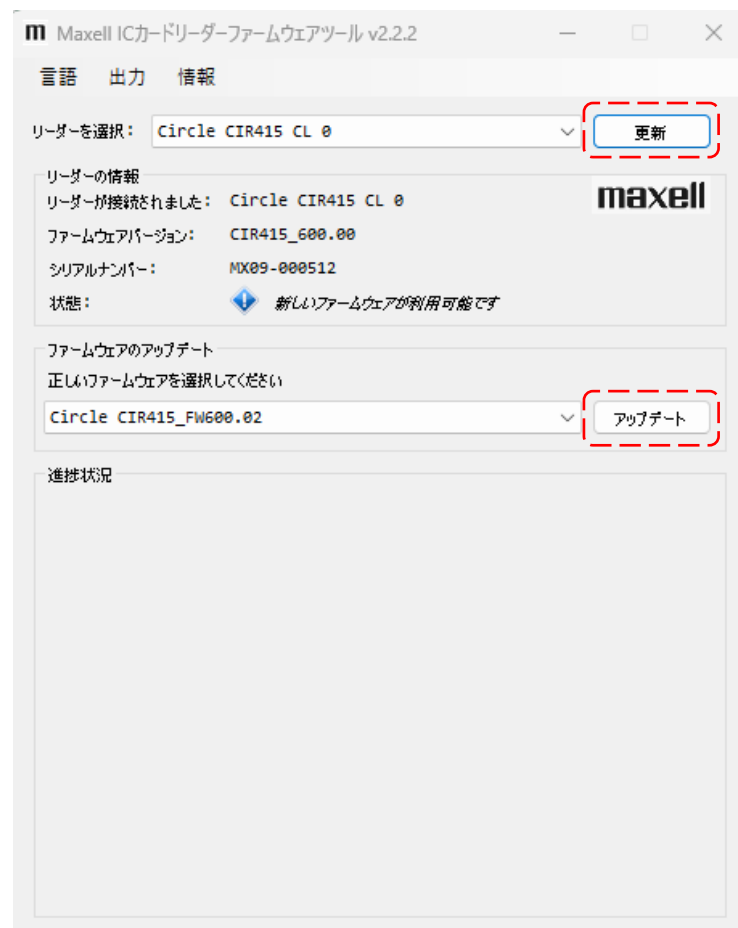 m Maxell ICカードリーダーファームウェアツール v2.2.2
言語 出力 情報
リーダーを選択： Circle CIR415 CL 0 更新
リーダーの情報
maxell
リーダーが接続されました： Circle CIR415 CL 0
ファームウェアバージョン： CIR415_600.00
シリアルナンバー： MX09-000512
状態： 新しいファームウェアが利用可能です
ファームウェアのアップデート
正しいファームウェアを選択してください
Circle CIR415_FW600.02 アップデート
進捗状況